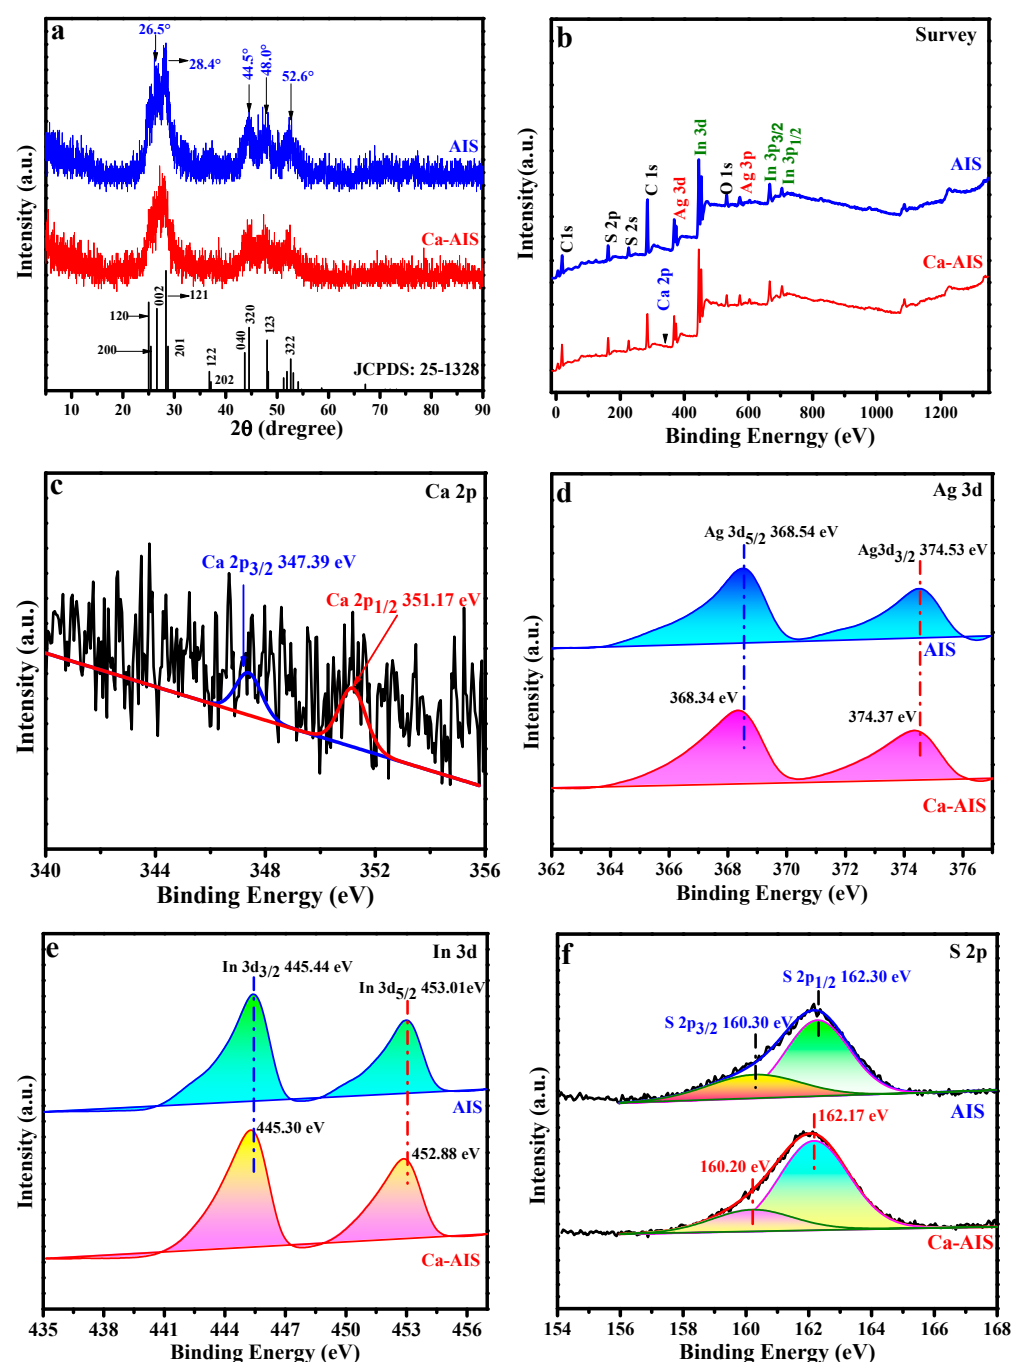 a
26.5°
28.4°
44.5°
48.0°
52.6°
AIS
Ca-AIS
120
002
121
200
201
122
202
040
320
123
322
JCPDS: 25-1328
Intensity (a.u.)
5 10 20 30 40 50 60 70 80 90
2θ (dregree)
b
Survey
C1s
S 2p
S 2s
C 1s
Ag 3d
In 3d
O 1s
Ag 3p
In 3p3/2
In 3p1/2
AIS
Ca 2p
Ca-AIS
Intensity(a.u.)
0 200 400 600 800 1000 1200
Binding Enerngy (eV)
c
Ca 2p
Ca 2p3/2 347.39 eV
Ca 2p1/2 351.17 eV
Intensity (a.u.)
340 344 348 352 356
Binding Energy (eV)
d
Ag 3d
Ag 3d5/2 368.54 eV
Ag3d3/2 374.53 eV
AIS
368.34 eV
374.37 eV
Ca-AIS
Intensity (a.u.)
362 364 366 368 370 372 374 376
Binding Energy (eV)
e
In 3d
In 3d3/2 445.44 eV
In 3d5/2 453.01eV
AIS
445.30 eV
452.88eV
Ca-AIS
Intensity (a.u.)
435 438 441 444 447 450 453 456
Binding Energy (eV)
f
S 2p
S 2p1/2 162.30 eV
S 2p3/2 160.30 eV
AIS
162.17 eV
160.20 eV
Ca-AIS
Intensity (a.u.)
154 156 158 160 162 164 166 168
Binding Energy (eV)